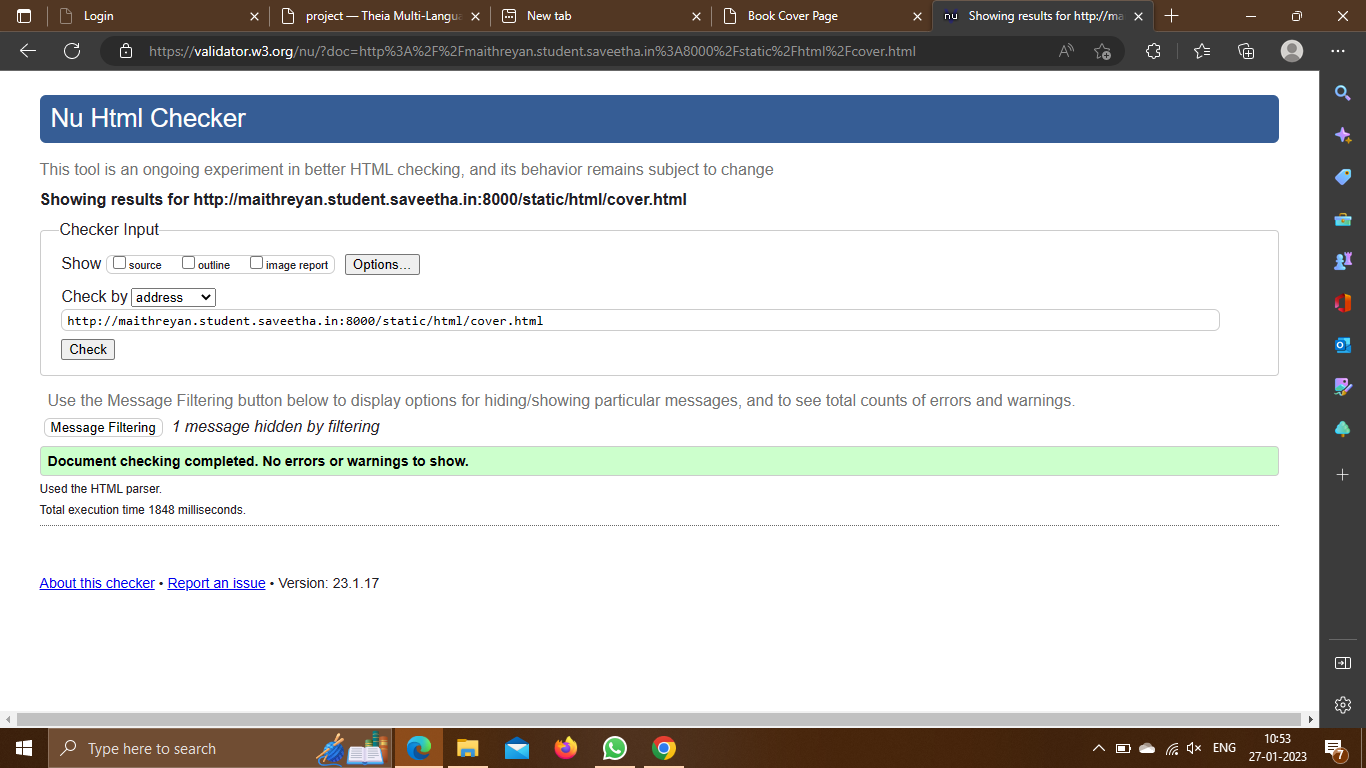 Login
project — Theia Multi-Langua
New tab
Book Cover Page
nu Showing results for http://ma
https://validator.w3.org/nu/?doc=http%3A%2F%2Fmaithreyan.student.saveetha.in%3A8000%2Fstatic%2Fhtml%2Fcover.html
Nu Html Checker
This tool is an ongoing experiment in better HTML checking, and its behavior remains subject to change
Showing results for http://maithreyan.student.saveetha.in:8000/static/html/cover.html
Checker Input
Show source outline image report Options...
Check by address
http://maithreyan.student.saveetha.in:8000/static/html/cover.html
Check
Use the Message Filtering button below to display options for hiding/showing particular messages, and to see total counts of errors and warnings.
Message Filtering 1 message hidden by filtering
Document checking completed. No errors or warnings to show.
Used the HTML parser.
Total execution time 1848 milliseconds.
About this checker • Report an issue • Version: 23.1.17
Type here to search
ENG
10:53
27-01-2023
7